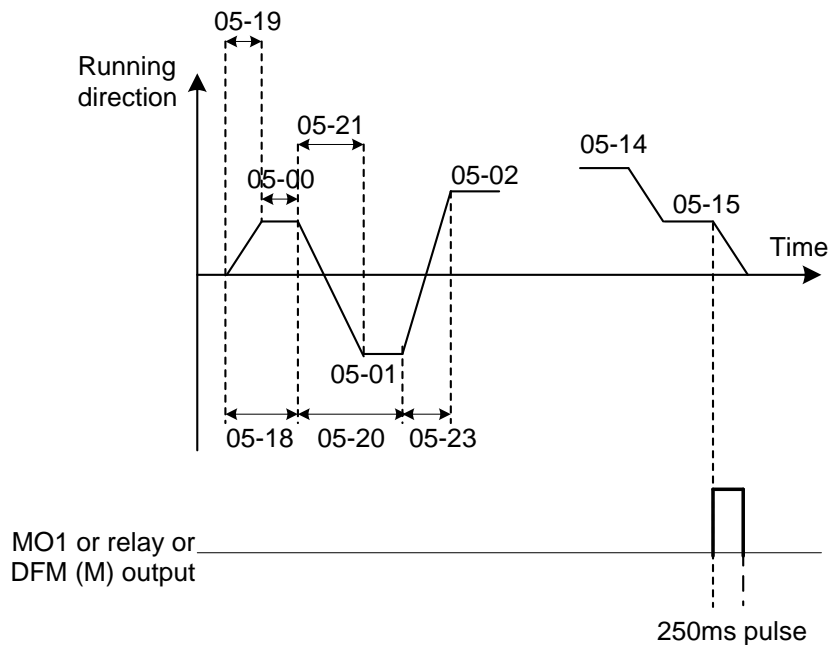 05-19
Running
direction
05-21
05-00
05-02
05-14
05-15
Time
05-01
05-18
05-20
05-23
MO1 or relay or
DFM (M) output
250ms pulse